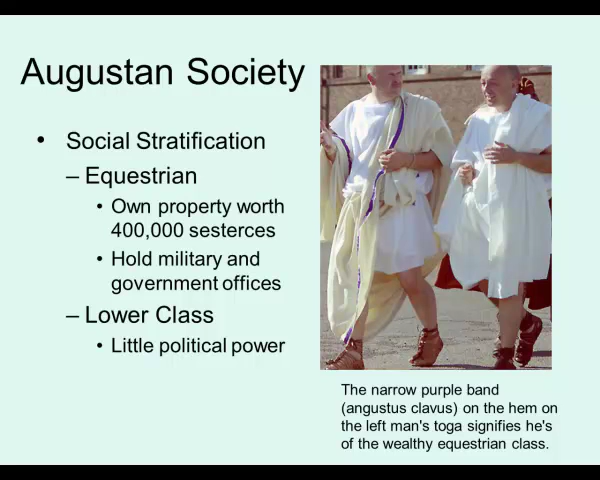 Augustan Society
• Social Stratification
– Equestrian
• Own property worth
400,000 sesterces
• Hold military and
government offices
– Lower Class
• Little political power
The narrow purple band
(angustus clavus) on the hem on
the left man's toga signifies he's
of the wealthy equestrian class.